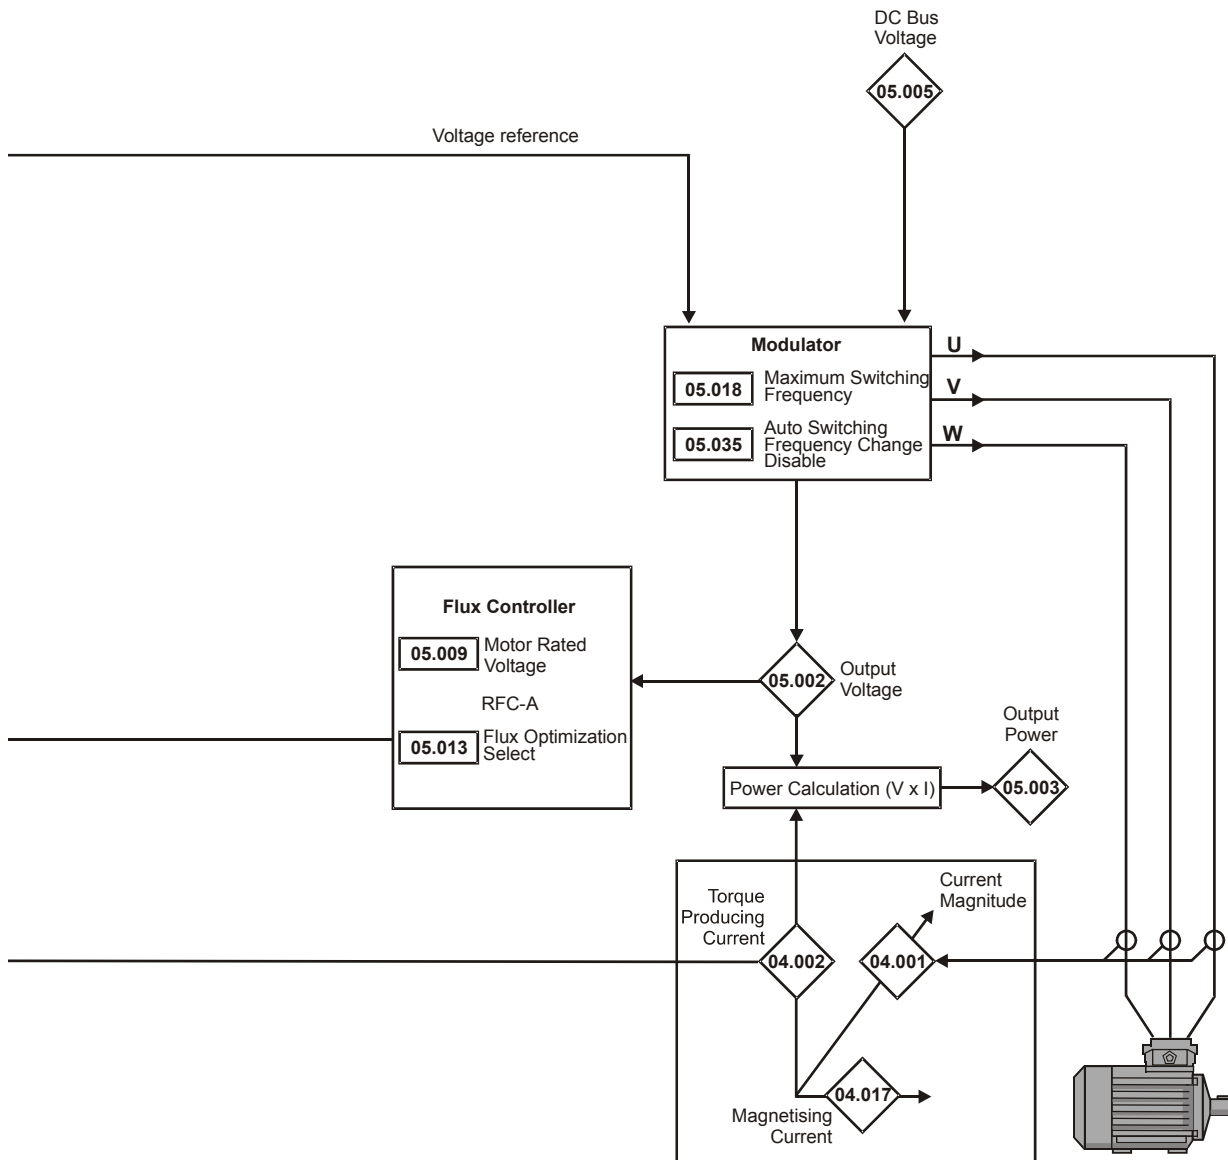 DC Bus
Voltage
05.005
Voltage reference
Modulator
05.018
Maximum Switching
Frequency
05.035
Auto Switching
Frequency Change
Disable
U
V
W
Flux Controller
05.009
Motor Rated
Voltage
RFC-A
05.013
Flux Optimization
Select
05.002
Output
Voltage
Output
Power
Power Calculation (V x I)
05.003
Torque
Producing
Current
04.002
Current
Magnitude
04.001
04.017
Magnetising
Current